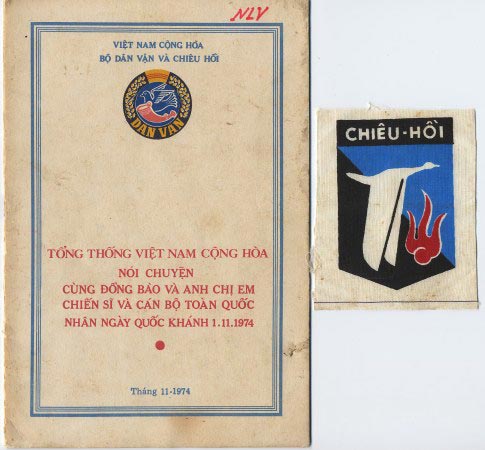 NLV
VIỆT NAM CỘNG HÒA
BỘ DÂN VẬN VÀ CHIÊU HỒI
DÂN VẬN
TỔNG THỐNG VIỆT NAM CỘNG HÒA
NÓI CHUYỆN
CÙNG ĐỒNG BÀO VÀ ANH CHỊ EM
CHIẾN SĨ VÀ CÁN BỘ TOÀN QUỐC
NHÂN NGÀY QUỐC KHÁNH 1.11.1974
Tháng 11-1974
CHIÊU-HỒI